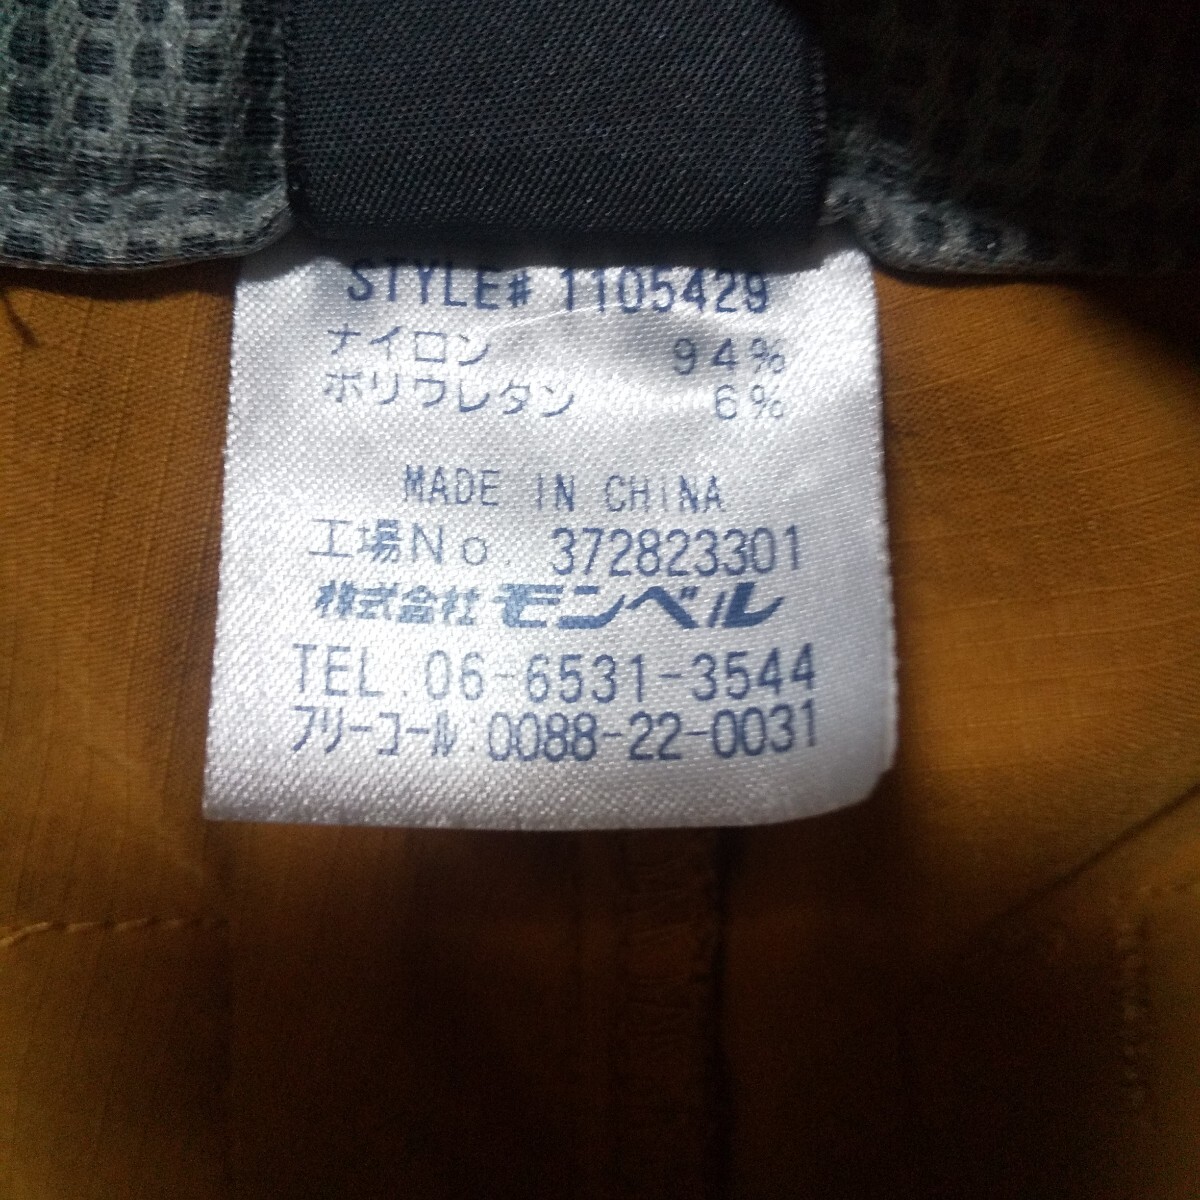 STYLE# 1105429
ナイロン 94%
ポリウレタン 6%
MADE IN CHINA
工場No. 372823301
株式会社 モンベル
TEL. 06-6531-3544
フリーコール:0088-22-0031